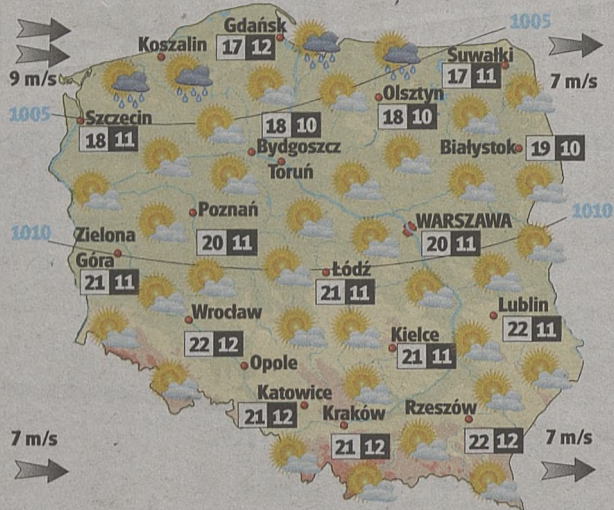 1005
Gdańsk
17 12
Koszalin
9 m/s
Suwałki
17 11
7 m/s
Olsztyn
18 10
1005
Szczecin
18 11
18 10
Bydgoszcz
Toruń
Białystok
19 10
Poznań
20 11
WARSZAWA
20 11
1010
1010
Zielona
Góra
21 11
Łódź
21 11
Wrocław
22 12
Lublin
22 11
Kielce
21 11
Opole
Katowice
21 12
Kraków
21 12
Rzeszów
22 12
7 m/s
7 m/s